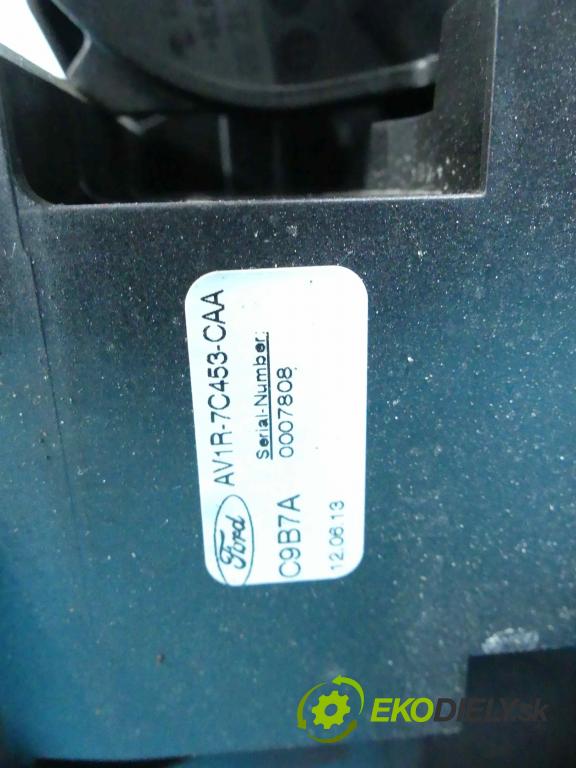 Ford AV1R-7C453-CAA
Serial-Number:
0007808
C9B7A
12.06.13
EKODIELY.sk